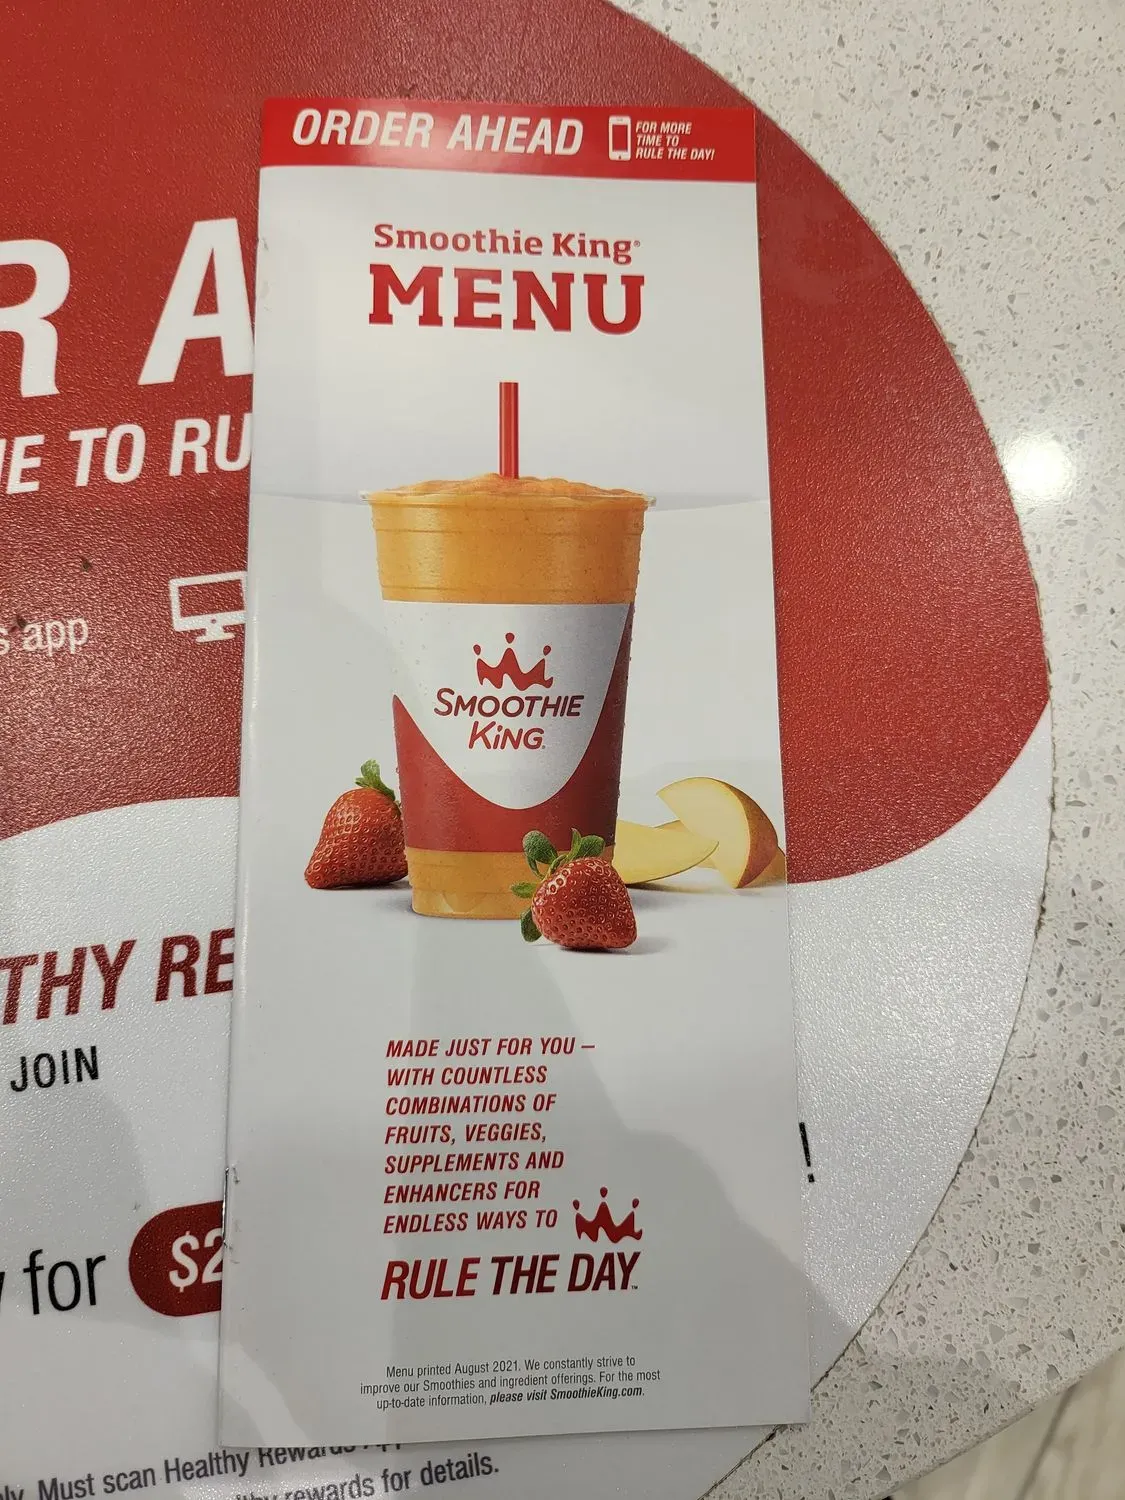 ORDER AHEAD
FOR MORE
TIME TO
RULE THE DAY!
Smoothie King®
MENU
SMOOTHIE
KING
MADE JUST FOR YOU –
WITH COUNTLESS
COMBINATIONS OF
FRUITS, VEGGIES,
SUPPLEMENTS AND
ENHANCERS FOR
ENDLESS WAYS TO
RULE THE DAY™
Menu printed August 2021. We constantly strive to
improve our Smoothies and ingredient offerings. For the most
up-to-date information, please visit SmoothieKing.com.
R A
E TO RU
s app
THY RE
JOIN
for $2
!
ly. Must scan Healthy Rewards
rewards for details.